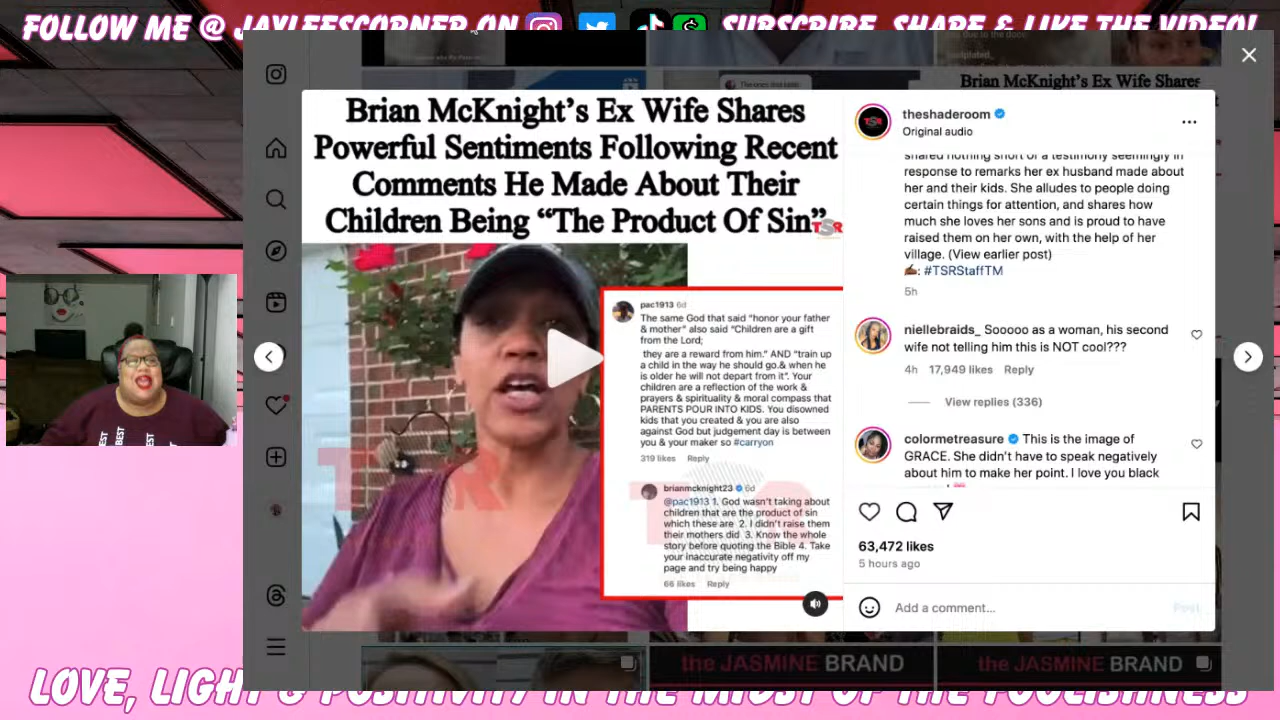 FOLLOW ME @ JAYLEESCORNER ON
SUBSCRIBE, SHARE & LIKE THE VIDEO!
Brian McKnight's Ex Wife Shares
Brian McKnight's Ex Wife Shares
Powerful Sentiments Following Recent
Comments He Made About Their
Children Being “The Product Of Sin”
TSR
pac1913 6d
The same God that said “honor your father
& mother” also said “Children are a gift
from the Lord;
they are a reward from him.” AND “train up
a child in the way he should go.& when he
is older he will not depart from it”. Your
children are a reflection of the work &
prayers & spirituality & moral compass that
PARENTS POUR INTO KIDS. You disowned
kids that you created & you are also
against God but judgement day is between
you & your maker so #carryon
319 likes Reply
brianmcknight23 6d
@pac1913 1. God wasn't taking about
children that are the product of sin
which these are 2. I didn't raise them
their mothers did 3. Know the whole
story before quoting the Bible 4. Take
your inaccurate negativity off my
page and try being happy
66 likes Reply
TSR
theshaderoom
Original audio
shared nothing short of a testimony seemingly in
response to remarks her ex husband made about
her and their kids. She alludes to people doing
certain things for attention, and shares how
much she loves her sons and is proud to have
raised them on her own, with the help of her
village. (View earlier post)
: #TSRStaffTM
5h
niellebraids_ Sooooo as a woman, his second
wife not telling him this is NOT cool???
4h 17,949 likes Reply
View replies (336)
colormetreasure This is the image of
GRACE. She didn't have to speak negatively
about him to make her point. I love you black
63,472 likes
5 hours ago
Add a comment...
Post
the JASMINE BRAND
the JASMINE BRAND
BEST
LOVE, LIGHT & POSITIVITY IN THE MIDST OF THE FOOLISHNESS